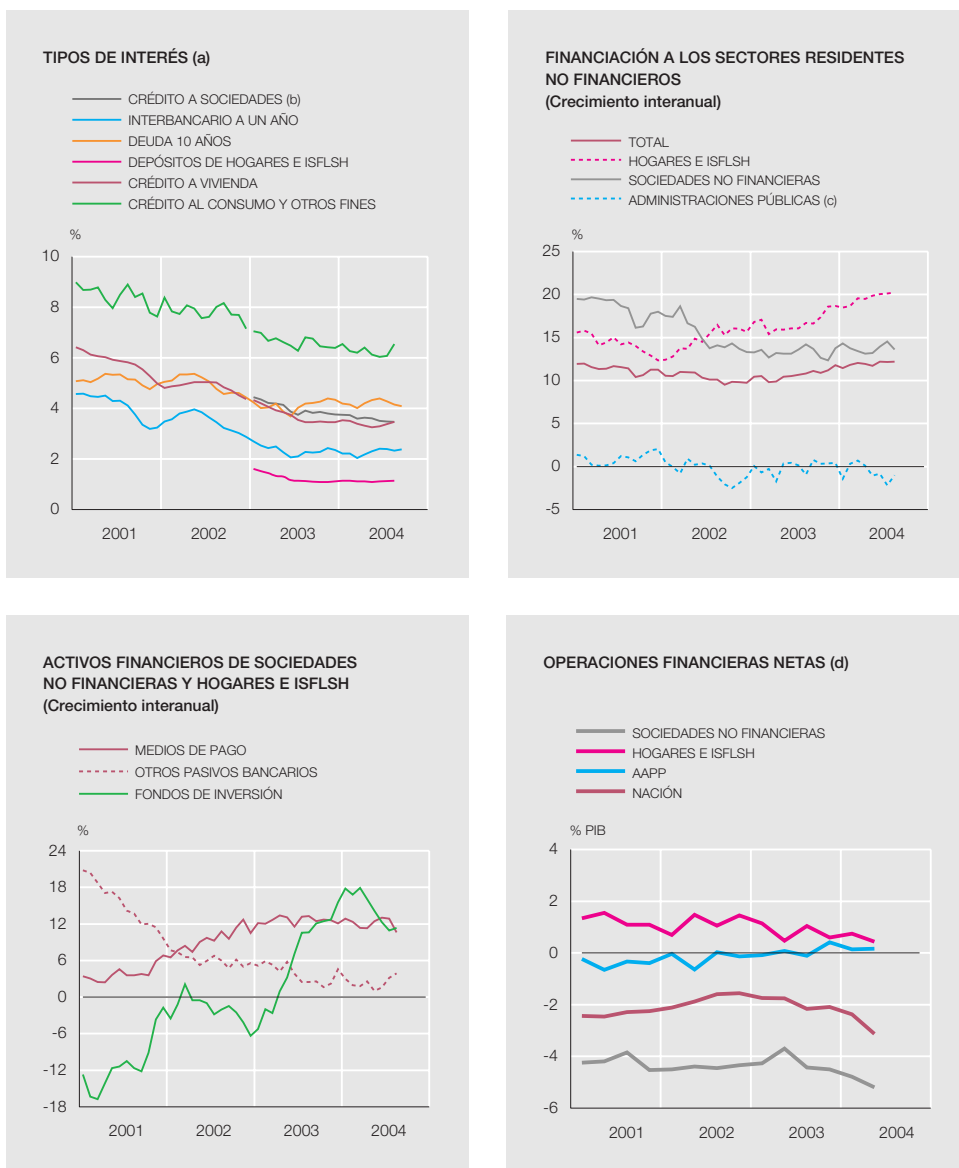 TIPOS DE INTERÉS (a)
CRÉDITO A SOCIEDADES (b)
INTERBANCARIO A UN AÑO
DEUDA 10 AÑOS
DEPÓSITOS DE HOGARES E ISFLSH
CRÉDITO A VIVIENDA
CRÉDITO AL CONSUMO Y OTROS FINES
%
10
8
6
4
2
0
2001 2002 2003 2004
FINANCIACIÓN A LOS SECTORES RESIDENTES
NO FINANCIEROS
(Crecimiento interanual)
TOTAL
HOGARES E ISFLSH
SOCIEDADES NO FINANCIERAS
ADMINISTRACIONES PÚBLICAS (c)
%
25
20
15
10
5
0
-5
2001 2002 2003 2004
ACTIVOS FINANCIEROS DE SOCIEDADES
NO FINANCIERAS Y HOGARES E ISFLSH
(Crecimiento interanual)
MEDIOS DE PAGO
OTROS PASIVOS BANCARIOS
FONDOS DE INVERSIÓN
%
24
18
12
6
0
-6
-12
-18
2001 2002 2003 2004
OPERACIONES FINANCIERAS NETAS (d)
SOCIEDADES NO FINANCIERAS
HOGARES E ISFLSH
AAPP
NACIÓN
% PIB
4
2
0
-2
-4
-6
2001 2002 2003 2004